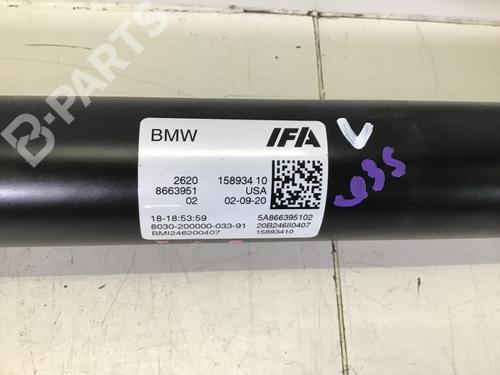 B-PARTS
BMW IFA
2620 158934 10
8663951 USA
02 02-09-20
18-18:53:59 5A866395102
8030-200000-033-91 20B246II0407
BMI246200407 15893410
V